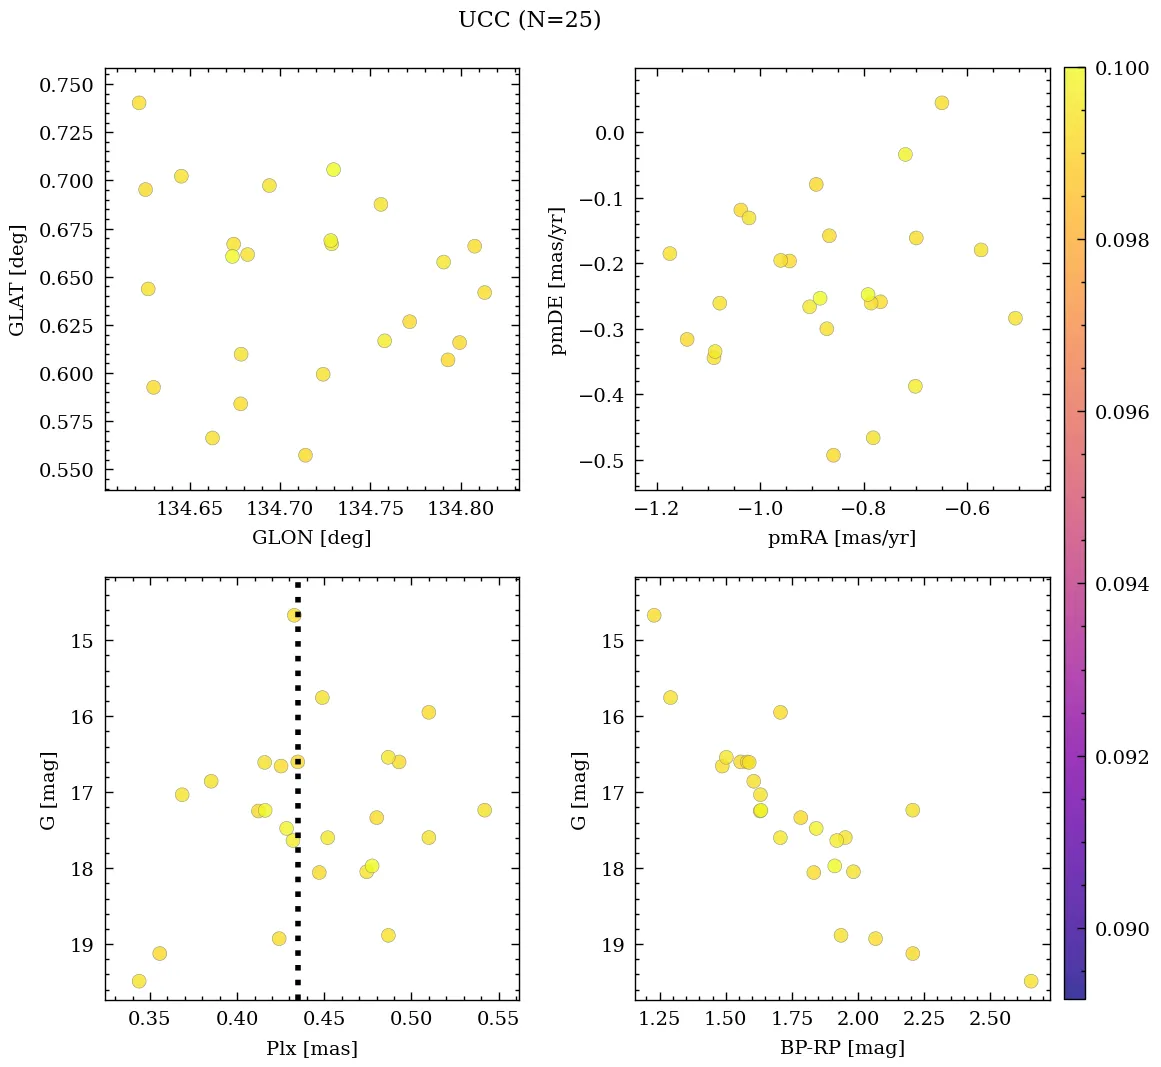 UCC (N=25)
0.750
0.725
0.700
0.675
0.650
0.625
0.600
0.575
0.550
GLAT [deg]
134.65 134.70 134.75 134.80
GLON [deg]
0.0
−0.1
−0.2
−0.3
−0.4
−0.5
pmDE [mas/yr]
−1.2 −1.0 −0.8 −0.6
pmRA [mas/yr]
0.100
0.098
0.096
0.094
0.092
0.090
15
16
17
18
19
G [mag]
0.35 0.40 0.45 0.50 0.55
Plx [mas]
15
16
17
18
19
G [mag]
1.25 1.50 1.75 2.00 2.25 2.50
BP-RP [mag]